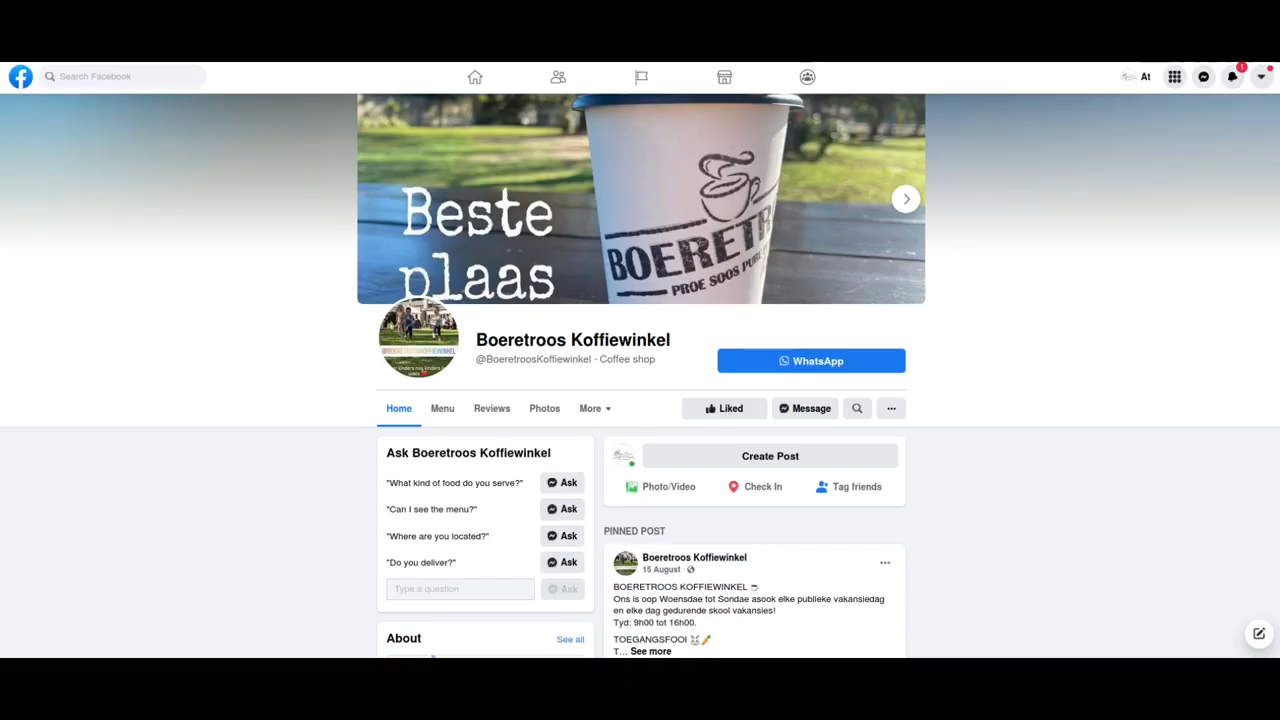 Search Facebook
At
1
Beste
plaas
BOERETR
PROE SOOS PU
Boeretroos Koffiewinkel
@BoeretroosKoffiewinkel · Coffee shop
WhatsApp
Home
Menu
Reviews
Photos
More
Liked
Message
Ask Boeretroos Koffiewinkel
"What kind of food do you serve?"
Ask
"Can I see the menu?"
Ask
"Where are you located?"
Ask
"Do you deliver?"
Ask
Type a question
Ask
About
See all
Create Post
Photo/Video
Check In
Tag friends
PINNED POST
Boeretroos Koffiewinkel
15 August ·
BOERETROOS KOFFIEWINKEL ☕
Ons is oop Woensdae tot Sondae asook elke publieke vakansiedag
en elke dag gedurende skool vakansies!
Tyd: 9h00 tot 16h00.
TOEGANGSFOOI 🐰🥕
T... See more